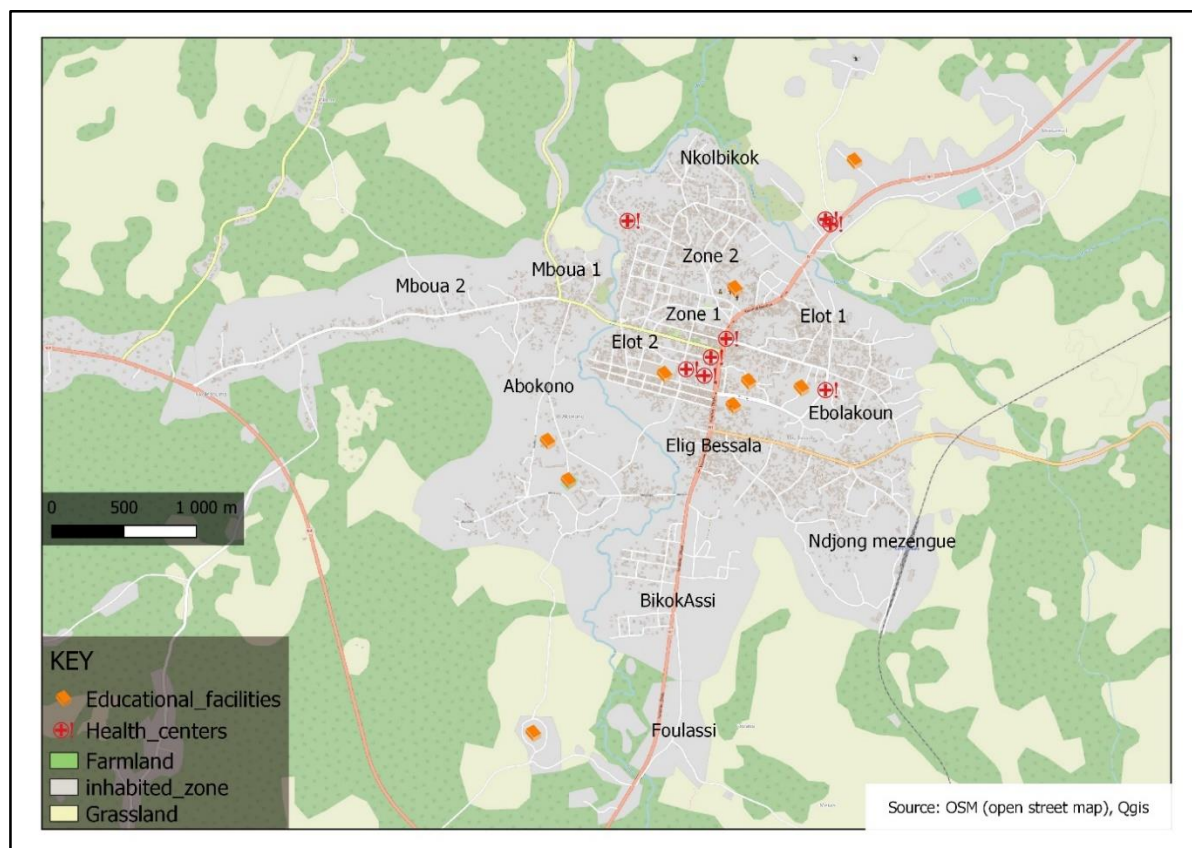 Nkolbikok
Zone 2
Mboua 1
Mboua 2
Zone 1
Elot 1
Elot 2
Abokono
Ebolakoun
Elig Bessala
0 500 1 000 m
Ndjong mezengue
BikokAssi
KEY
Educational_facilities
Health_centers
Foulassi
Farmland
inhabited_zone
Grassland
Source: OSM (open street map), Qgis